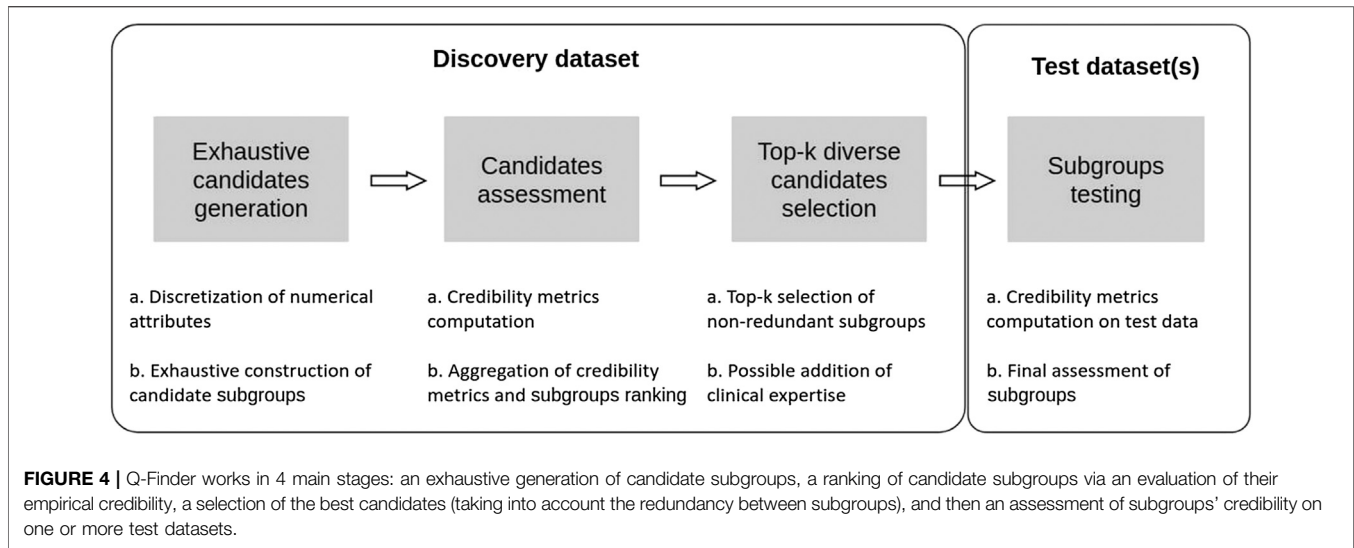 Discovery dataset
Test dataset(s)
Exhaustive
candidates
generation
Candidates
assessment
Top-k diverse
candidates
selection
Subgroups
testing
a. Discretization of numerical
attributes
b. Exhaustive construction of
candidate subgroups
a. Credibility metrics
computation
b. Aggregation of credibility
metrics and subgroups ranking
a. Top-k selection of
non-redundant subgroups
b. Possible addition of
clinical expertise
a. Credibility metrics
computation on test data
b. Final assessment of
subgroups
FIGURE 4 | Q-Finder works in 4 main stages: an exhaustive generation of candidate subgroups, a ranking of candidate subgroups via an evaluation of their
empirical credibility, a selection of the best candidates (taking into account the redundancy between subgroups), and then an assessment of subgroups’ credibility on
one or more test datasets.